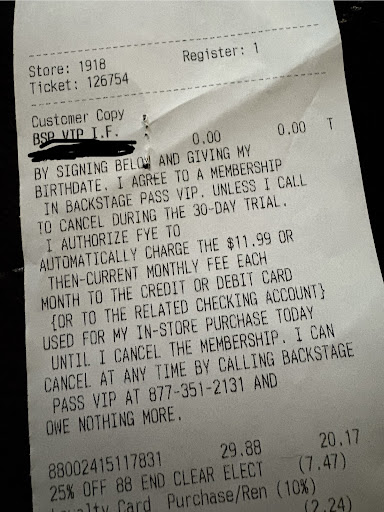 Store: 1918 Register: 1
Ticket: 126754
Customer Copy
BSP VIP I.F. 0.00 0.00 T
BY SIGNING BELOW AND GIVING MY
BIRTHDATE, I AGREE TO A MEMBERSHIP
IN BACKSTAGE PASS VIP. UNLESS I CALL
TO CANCEL DURING THE 30-DAY TRIAL.
I AUTHORIZE FYE TO
AUTOMATICALLY CHARGE THE $11.99 OR
THEN-CURRENT MONTHLY FEE EACH
MONTH TO THE CREDIT OR DEBIT CARD
{OR TO THE RELATED CHECKING ACCOUNT}
USED FOR MY IN-STORE PURCHASE TODAY
UNTIL I CANCEL THE MEMBERSHIP. I CAN
CANCEL AT ANY TIME BY CALLING BACKSTAGE
PASS VIP AT 877-351-2131 AND
OWE NOTHING MORE.
88002415117831 29.88 20.17
25% OFF 88 END CLEAR ELECT (7.47)
Loyalty Card Purchase/Ren (10%)
(2.24)